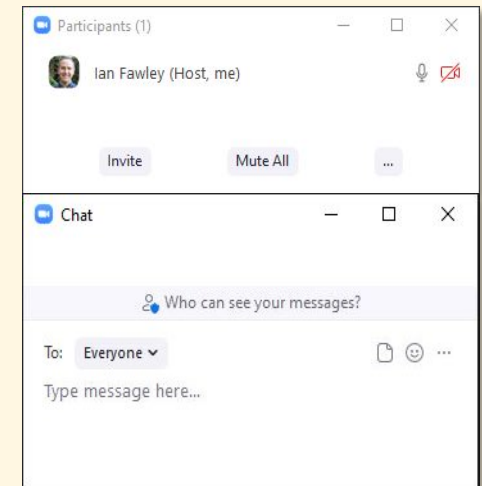 Participants (1)
Ian Fawley (Host, me)
Invite Mute All ...
Chat
Who can see your messages?
To: Everyone
Type message here...